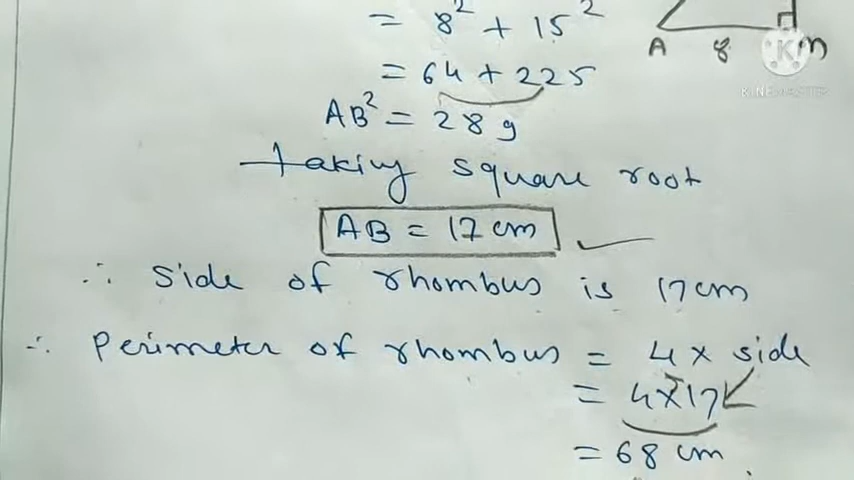 = 8² + 15²
A 8 m
= 64 + 225
KINEMASTER
AB² = 289
taking square root
AB = 17 cm
∴ Side of rhombus is 17 cm
∴ Perimeter of rhombus = 4 × side
= 4×17
= 68 cm.